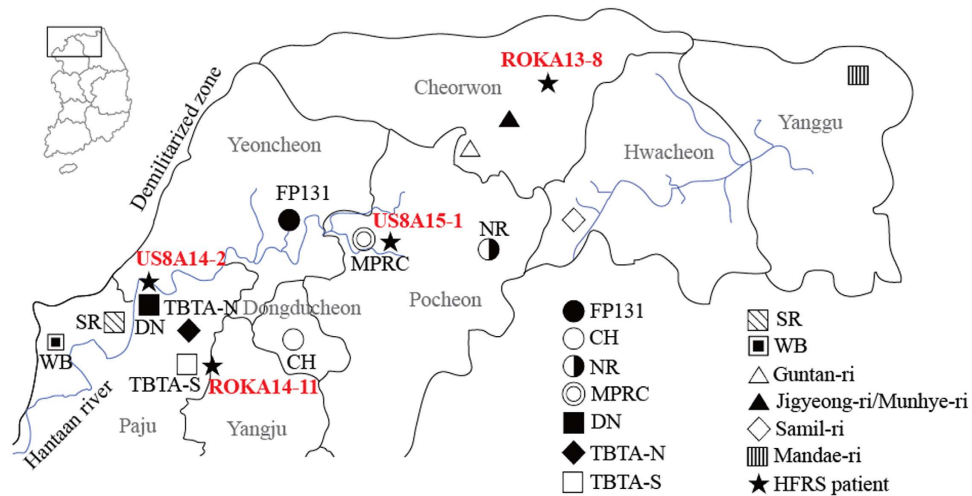 ROKA13-8
Cheorwon
Yanggu
Demilitarized zone
Yeoncheon
Hwacheon
FP131
US8A15-1
NR
MPRC
US8A14-2
TBTA-N
Dongducheon
Pocheon
SR
DN
WB
CH
TBTA-S
ROKA14-11
Hantaan river
Paju
Yangju
FP131
CH
NR
MPRC
DN
TBTA-N
TBTA-S
SR
WB
Guntan-ri
Jigyeong-ri/Munhye-ri
Samil-ri
Mandae-ri
HFRS patient